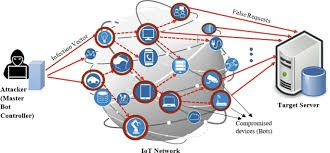 Infection Vector
False Requests
Attacker
(Master
Bot
Controller)
Target Server
Compromised
devices (Bots)
IoT Network